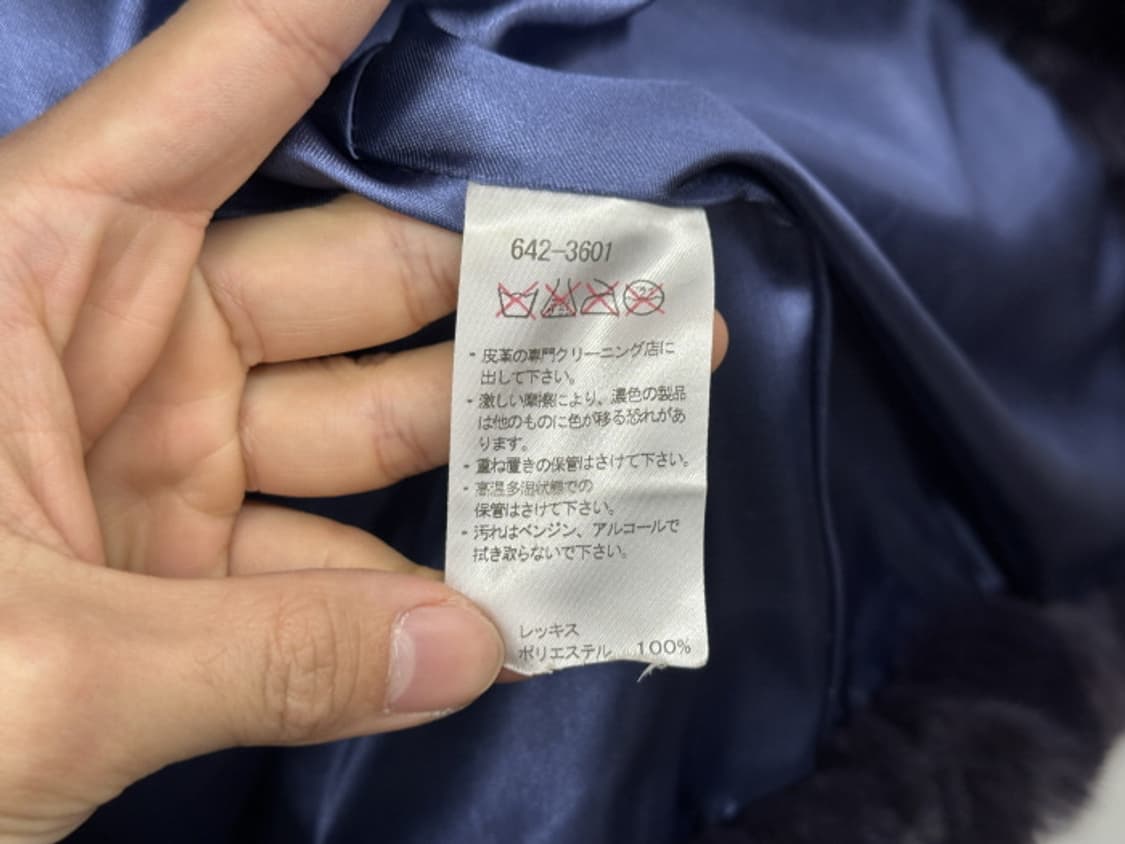 642-3601
・皮革の専門クリーニング店に
出して下さい。
・激しい摩擦により、濃色の製品
は他のものに色が移る恐れがあ
ります。
・重ね置きの保管はさけて下さい。
・高温多湿状態での
保管はさけて下さい。
・汚れはベンジン、アルコールで
拭き取らないで下さい。
レッキス
ポリエステル 100%